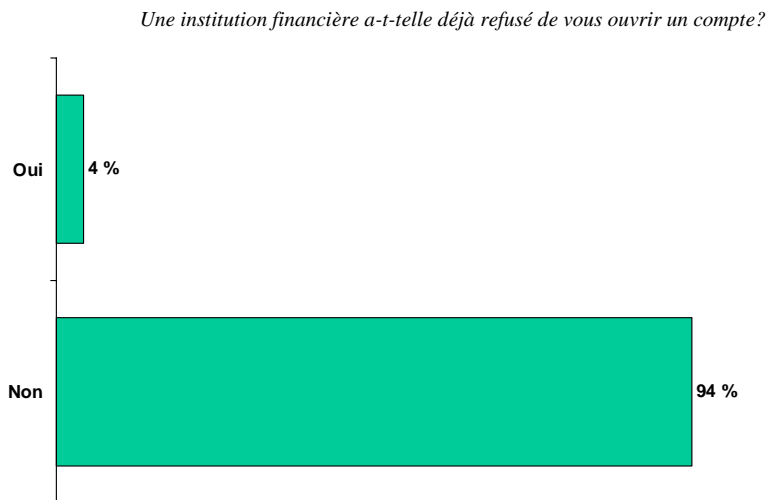 Une institution financière a-t-telle déjà refusé de vous ouvrir un compte?
Oui
4 %
Non
94 %